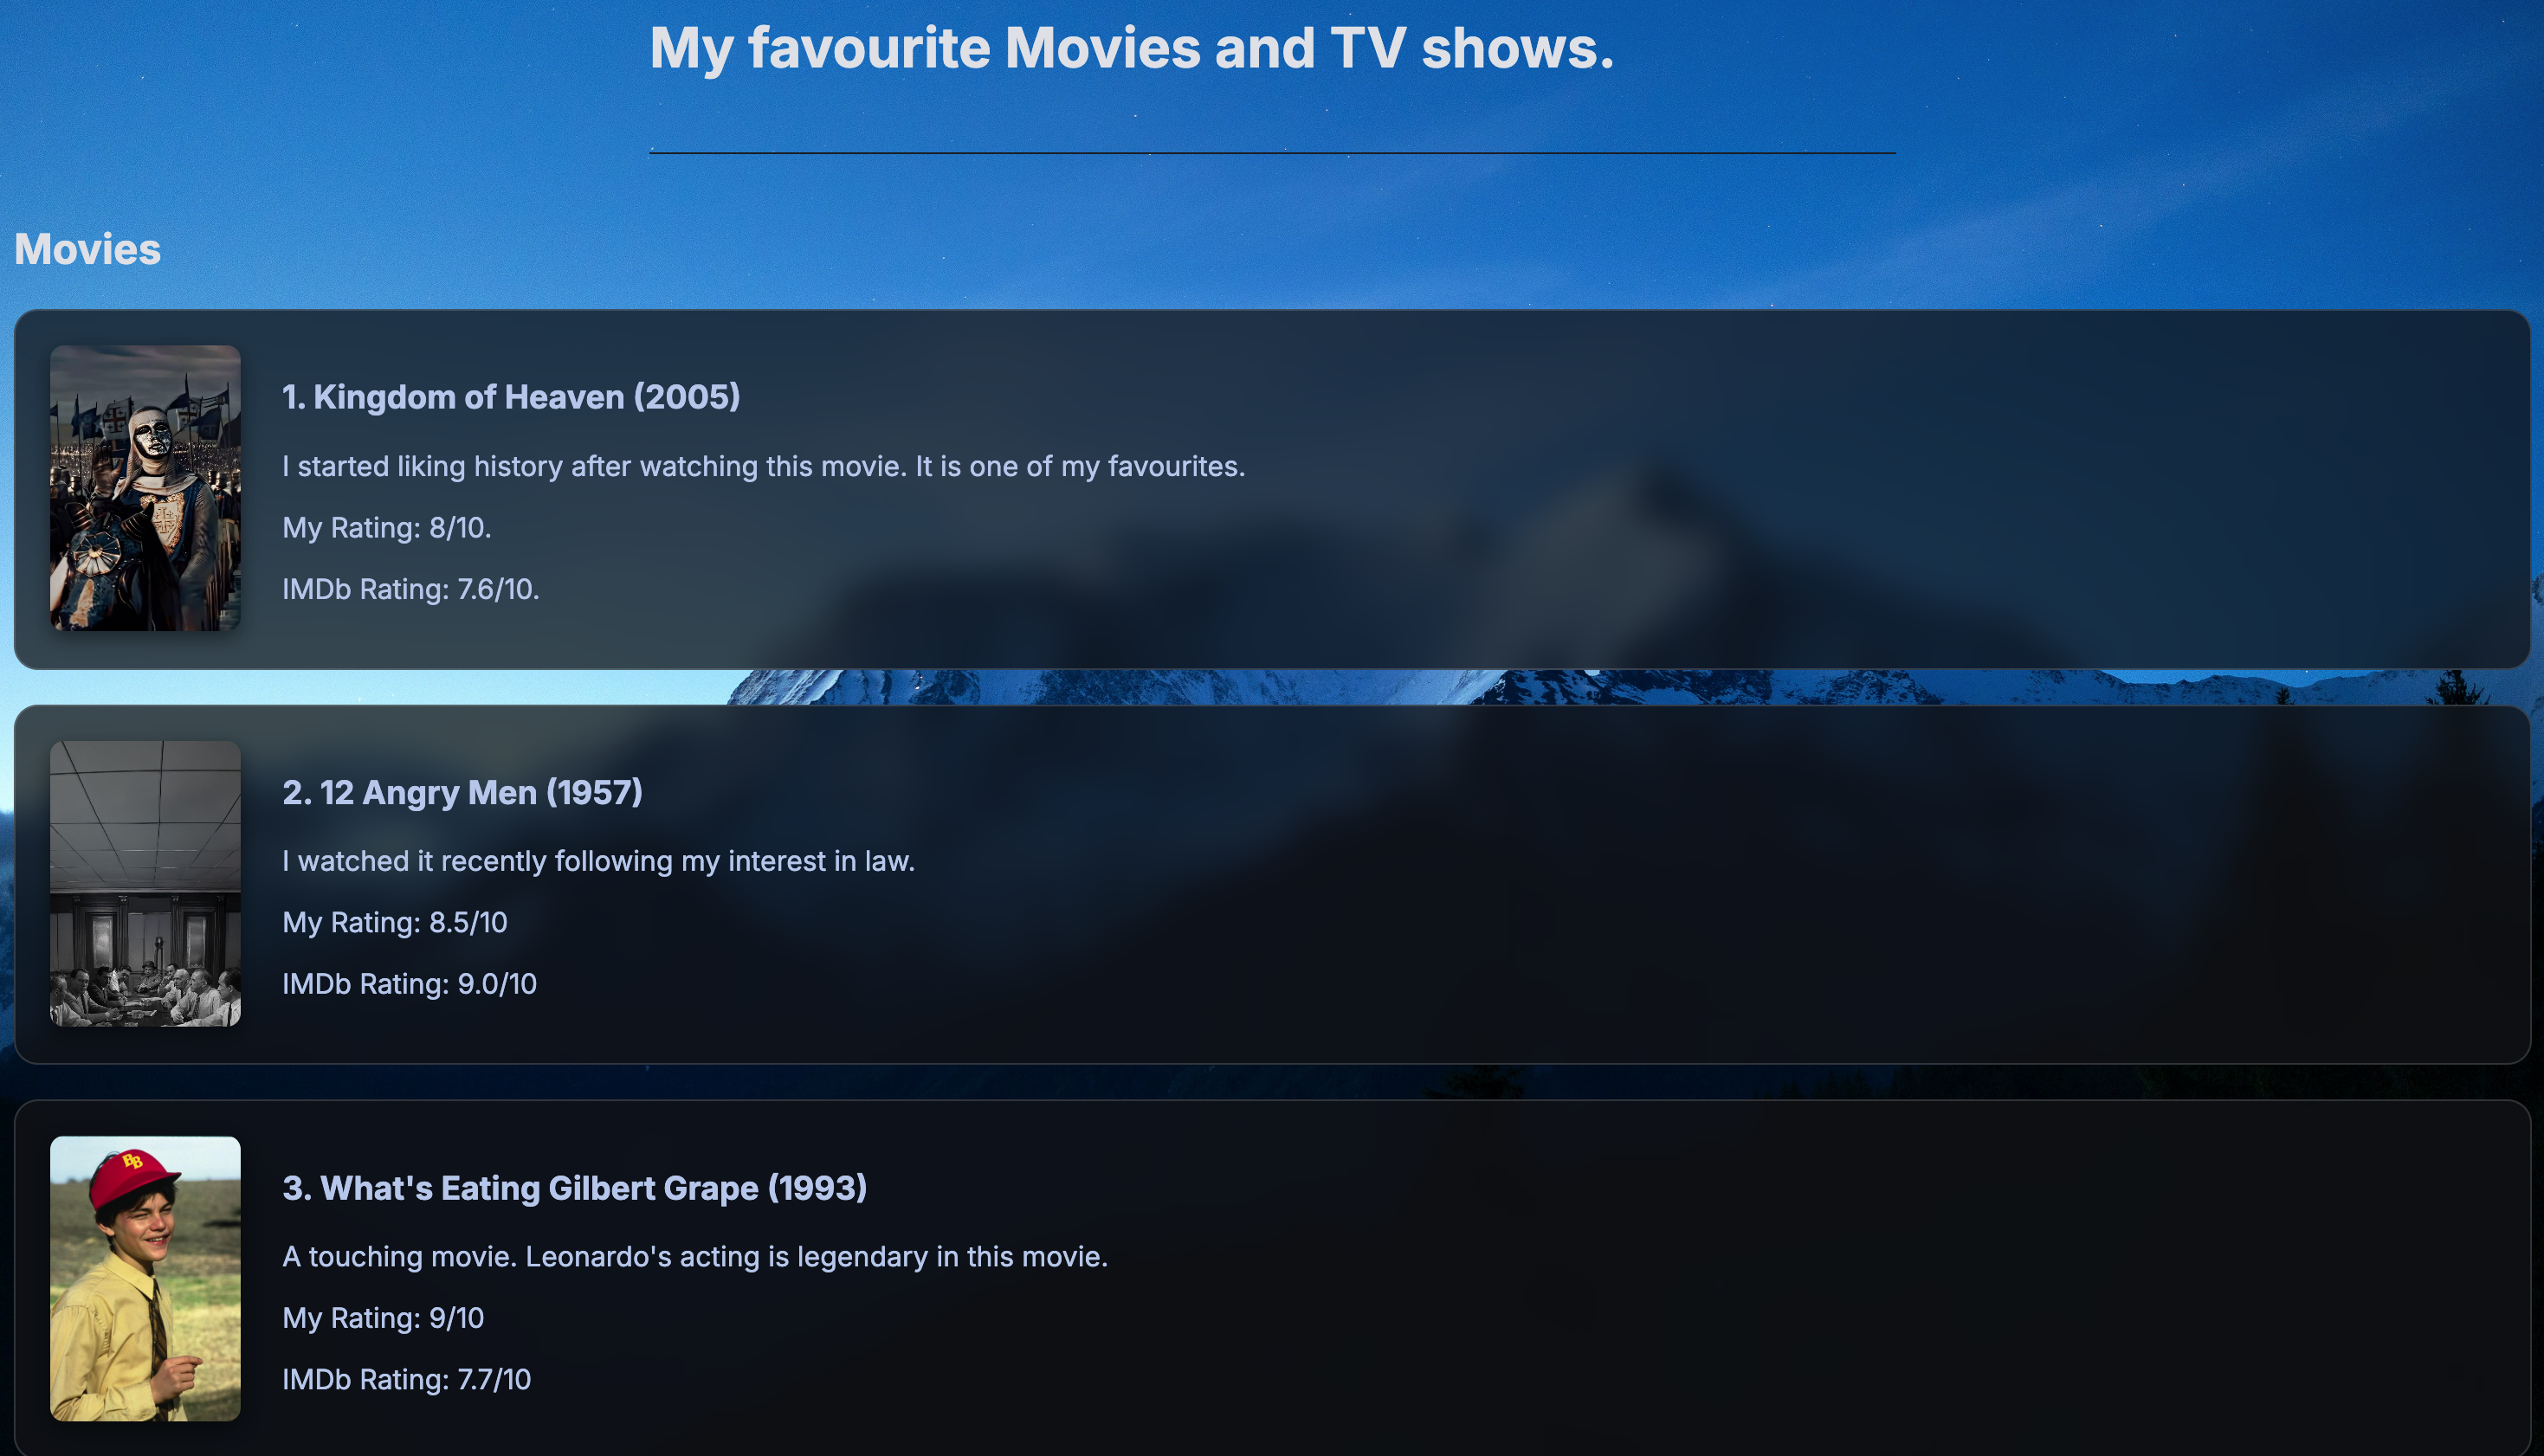 My favourite Movies and TV shows.
Movies
1. Kingdom of Heaven (2005)
I started liking history after watching this movie. It is one of my favourites.
My Rating: 8/10.
IMDb Rating: 7.6/10.
2. 12 Angry Men (1957)
I watched it recently following my interest in law.
My Rating: 8.5/10
IMDb Rating: 9.0/10
BB
3. What's Eating Gilbert Grape (1993)
A touching movie. Leonardo's acting is legendary in this movie.
My Rating: 9/10
IMDb Rating: 7.7/10